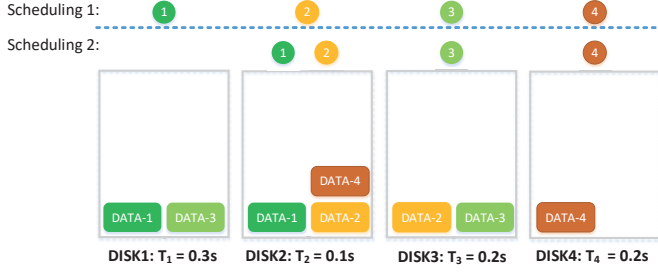 Scheduling 1: 1 2 3 4
Scheduling 2: 1 2 3 4
DATA-4
DATA-1 DATA-3 DATA-1 DATA-2 DATA-2 DATA-3 DATA-4
DISK1: T1 = 0.3s DISK2: T2 = 0.1s DISK3: T3 = 0.2s DISK4: T4 = 0.2s